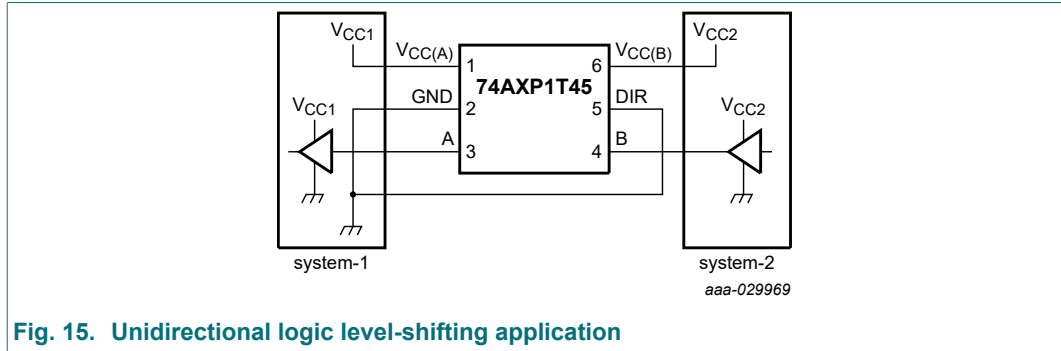 VCC1 VCC(A) VCC(B) VCC2
1 6
74AXP1T45
GND DIR
2 5
VCC1 VCC2
A B
3 4
system-1 system-2
aaa-029969
Fig. 15. Unidirectional logic level-shifting application